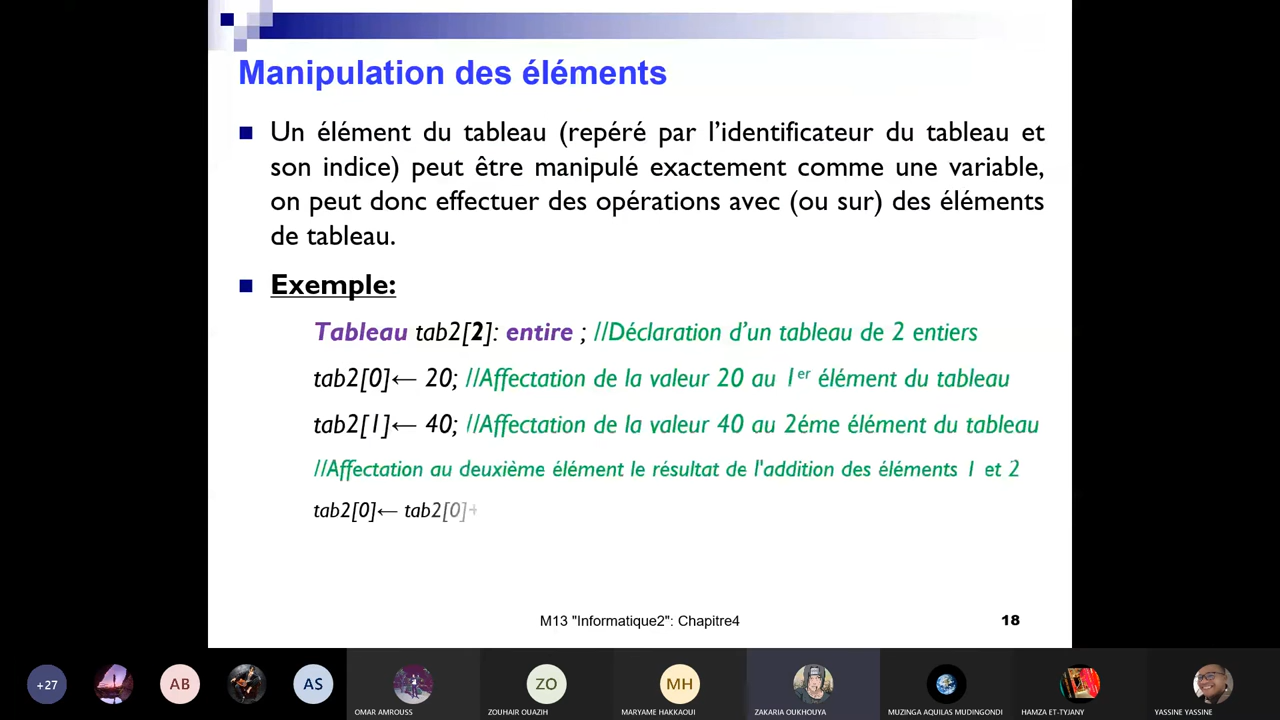 Manipulation des éléments
Un élément du tableau (repéré par l'identificateur du tableau et
son indice) peut être manipulé exactement comme une variable,
on peut donc effectuer des opérations avec (ou sur) des éléments
de tableau.
Exemple:
Tableau tab2[2]: entire ; //Déclaration d'un tableau de 2 entiers
tab2[0]← 20; //Affectation de la valeur 20 au 1er élément du tableau
tab2[1]← 40; //Affectation de la valeur 40 au 2éme élément du tableau
//Affectation au deuxième élément le résultat de l'addition des éléments 1 et 2
tab2[0]← tab2[0]+
M13 "Informatique2": Chapitre4
18
+27
AB
AS
ZO
MH
OMAR AMROUSS
ZOUHAIR OUAZIH
MARYAME HAKKAOUI
ZAKARIA OUKHOUYA
MUZINGA AQUILAS MUDINGONDI
HAMZA ET-TYJANY
YASSINE YASSINE